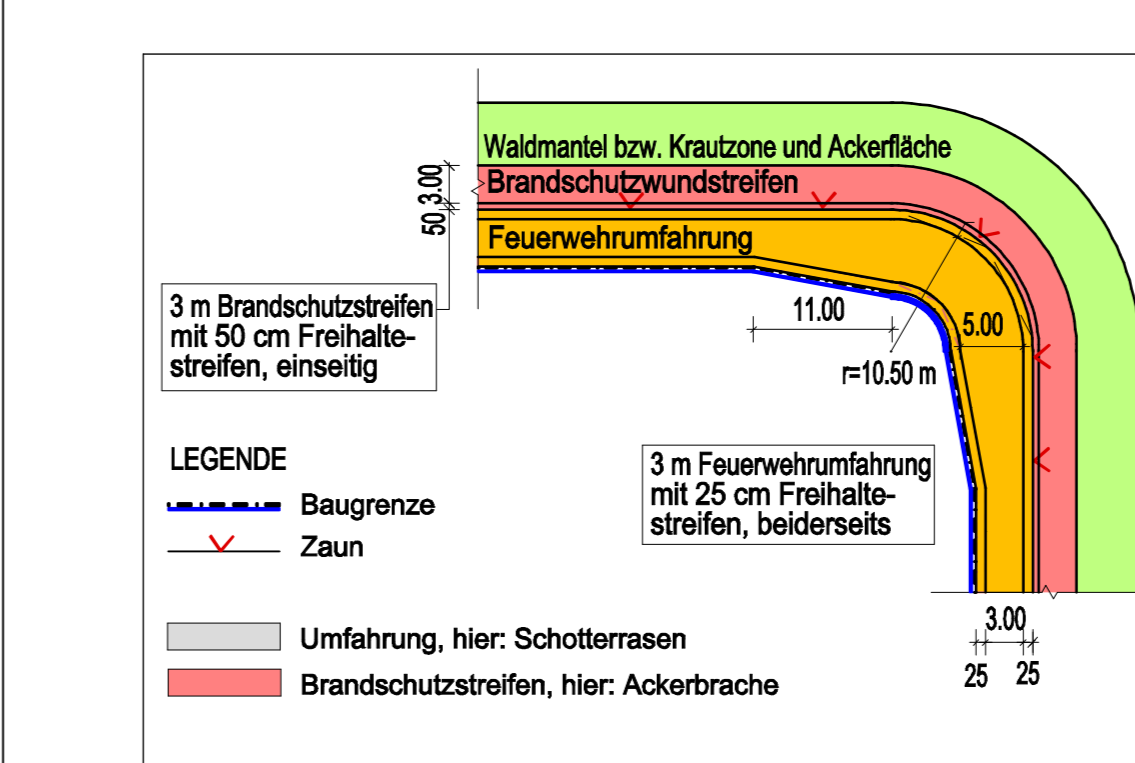 Waldmantel bzw. Krautzone und Ackerfläche
3.00
Brandschutzwundstreifen
50
Feuerwehrumfahrung
3 m Brandschutzstreifen
mit 50 cm Freihalte-
streifen, einseitig
11.00
5.00
r=10.50 m
LEGENDE
Baugrenze
Zaun
3 m Feuerwehrumfahrung
mit 25 cm Freihalte-
streifen, beiderseits
Umfahrung, hier: Schotterrasen
Brandschutzstreifen, hier: Ackerbrache
3.00
25 25